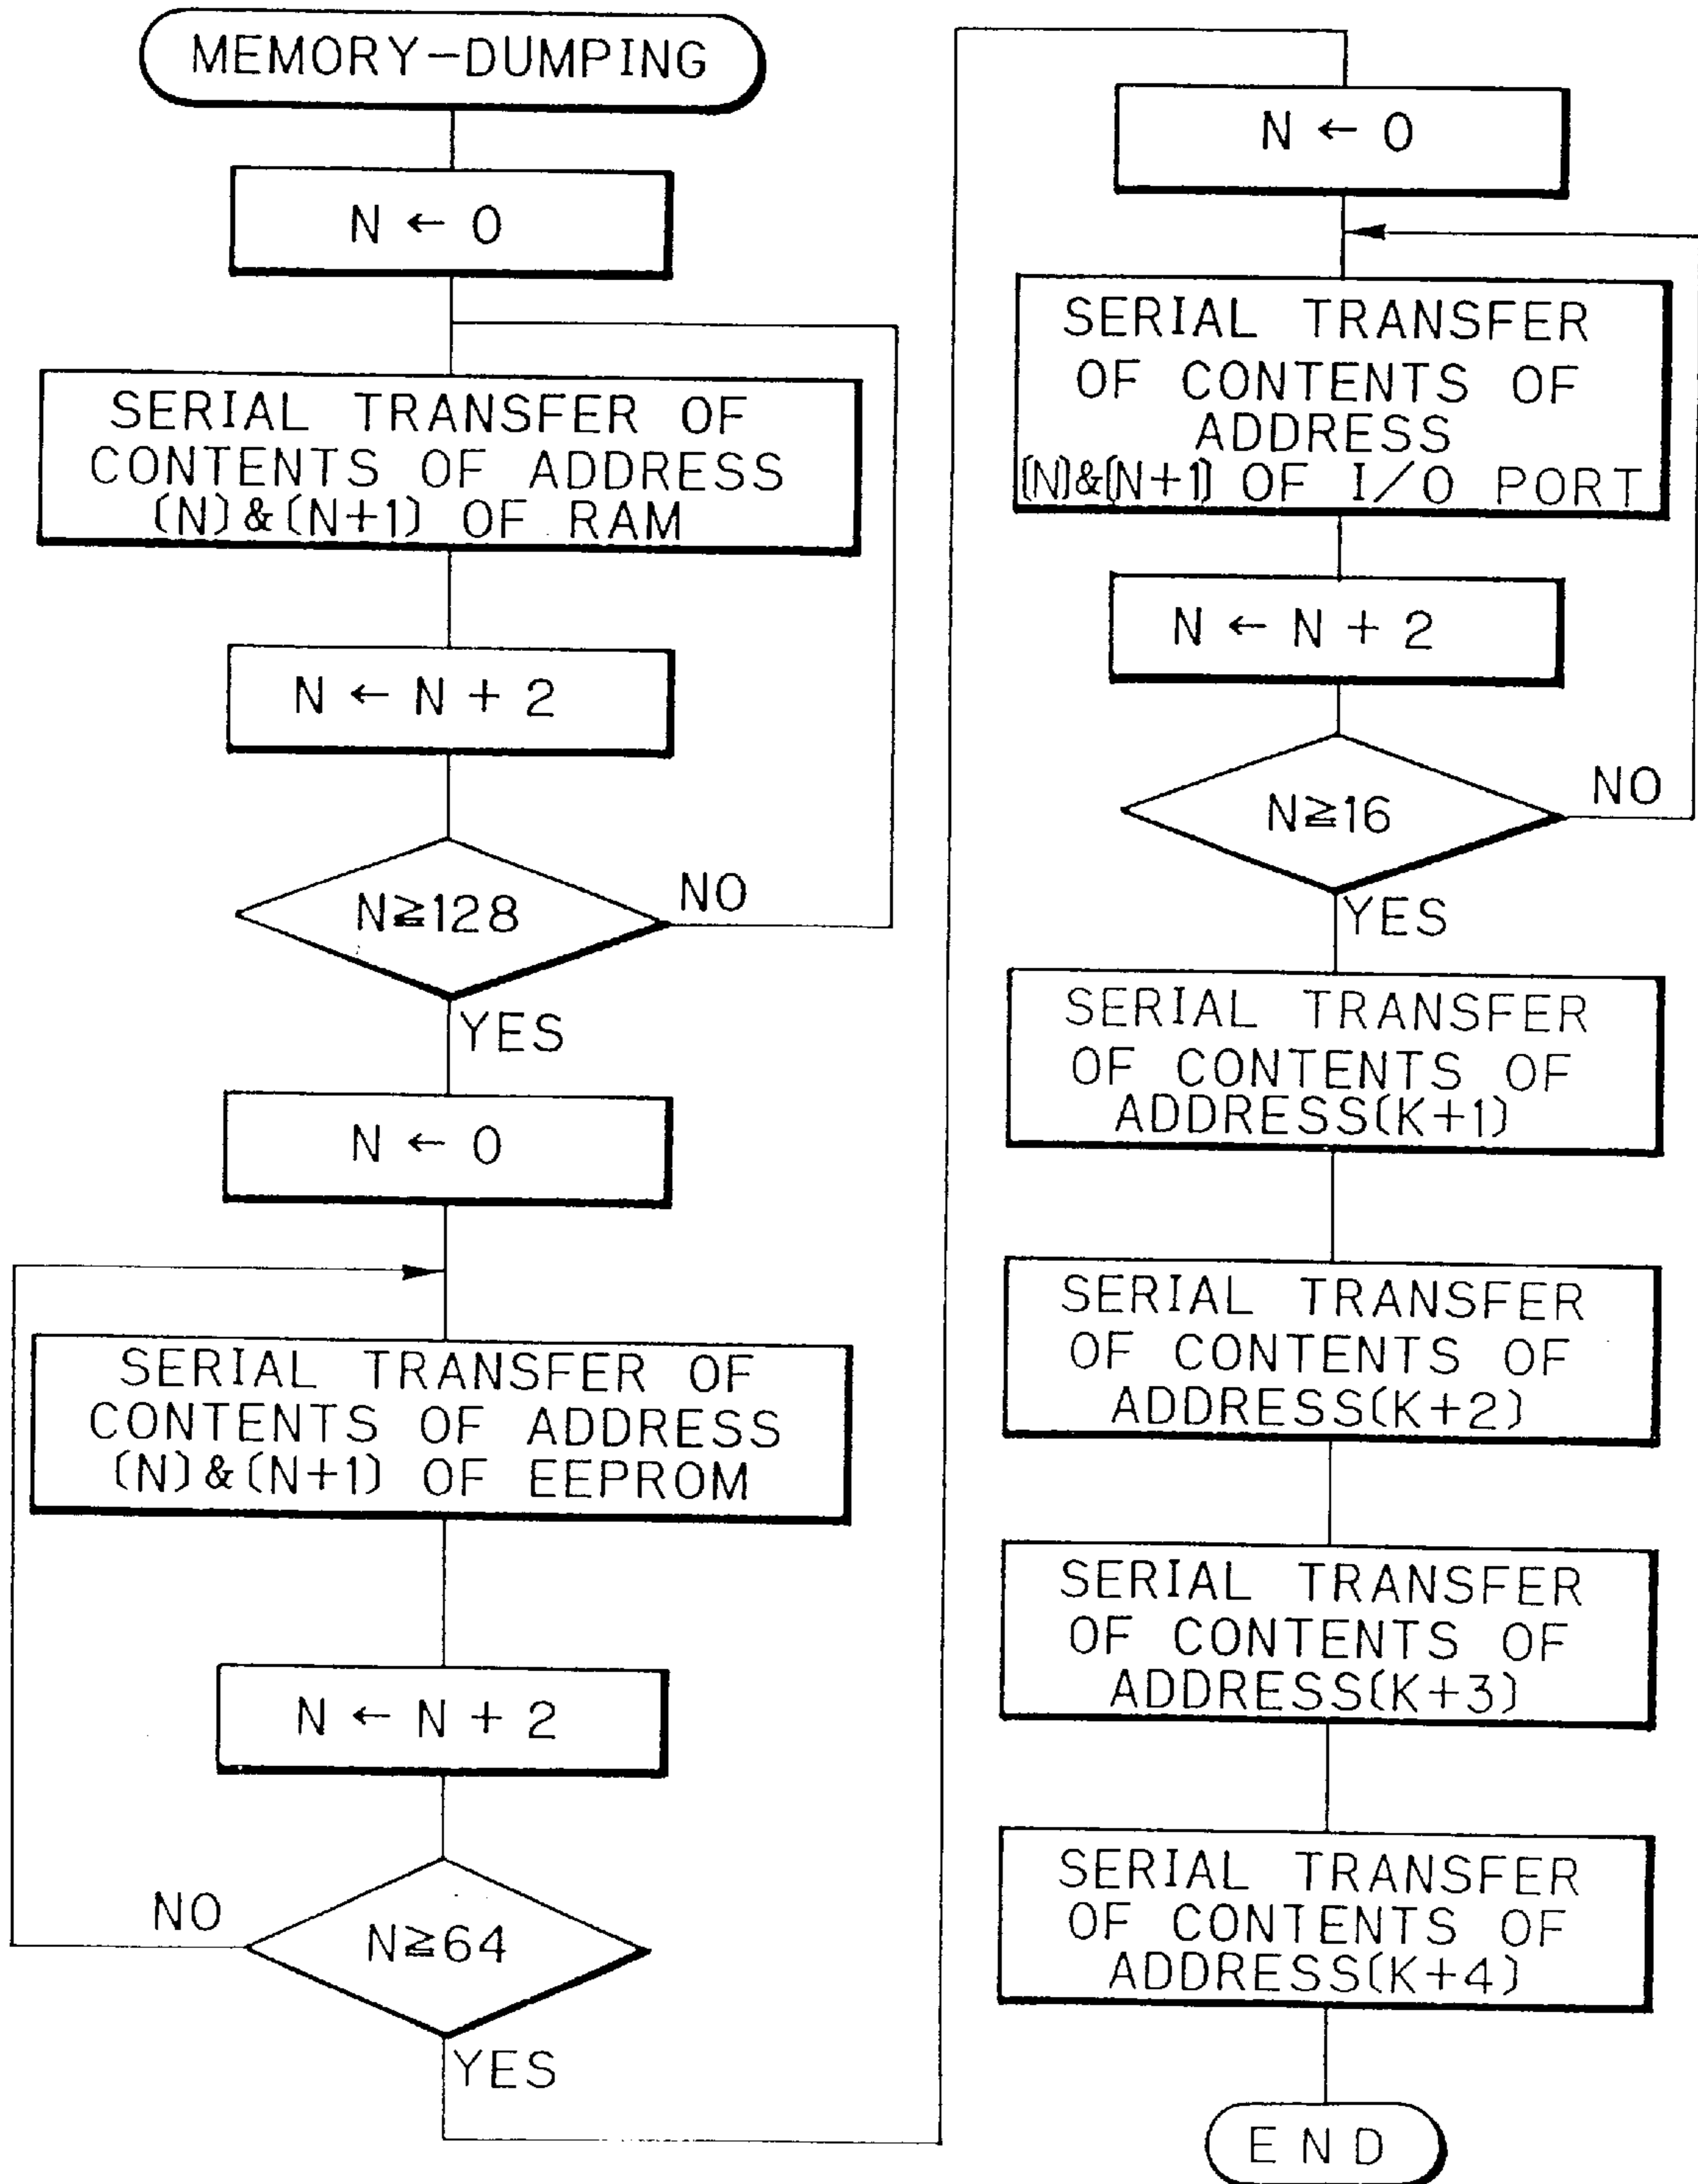 MEMORY-DUMPING
N ← 0
SERIAL TRANSFER OF
CONTENTS OF ADDRESS
(N)&(N+1) OF RAM
N ← N + 2
N≧128
NO
YES
N ← 0
SERIAL TRANSFER OF
CONTENTS OF ADDRESS
(N)&(N+1) OF EEPROM
N ← N + 2
NO
N≧64
YES
N ← 0
SERIAL TRANSFER
OF CONTENTS OF
ADDRESS
(N)&(N+1) OF I/O PORT
N ← N + 2
N≧16
NO
YES
SERIAL TRANSFER
OF CONTENTS OF
ADDRESS(K+1)
SERIAL TRANSFER
OF CONTENTS OF
ADDRESS(K+2)
SERIAL TRANSFER
OF CONTENTS OF
ADDRESS(K+3)
SERIAL TRANSFER
OF CONTENTS OF
ADDRESS(K+4)
END